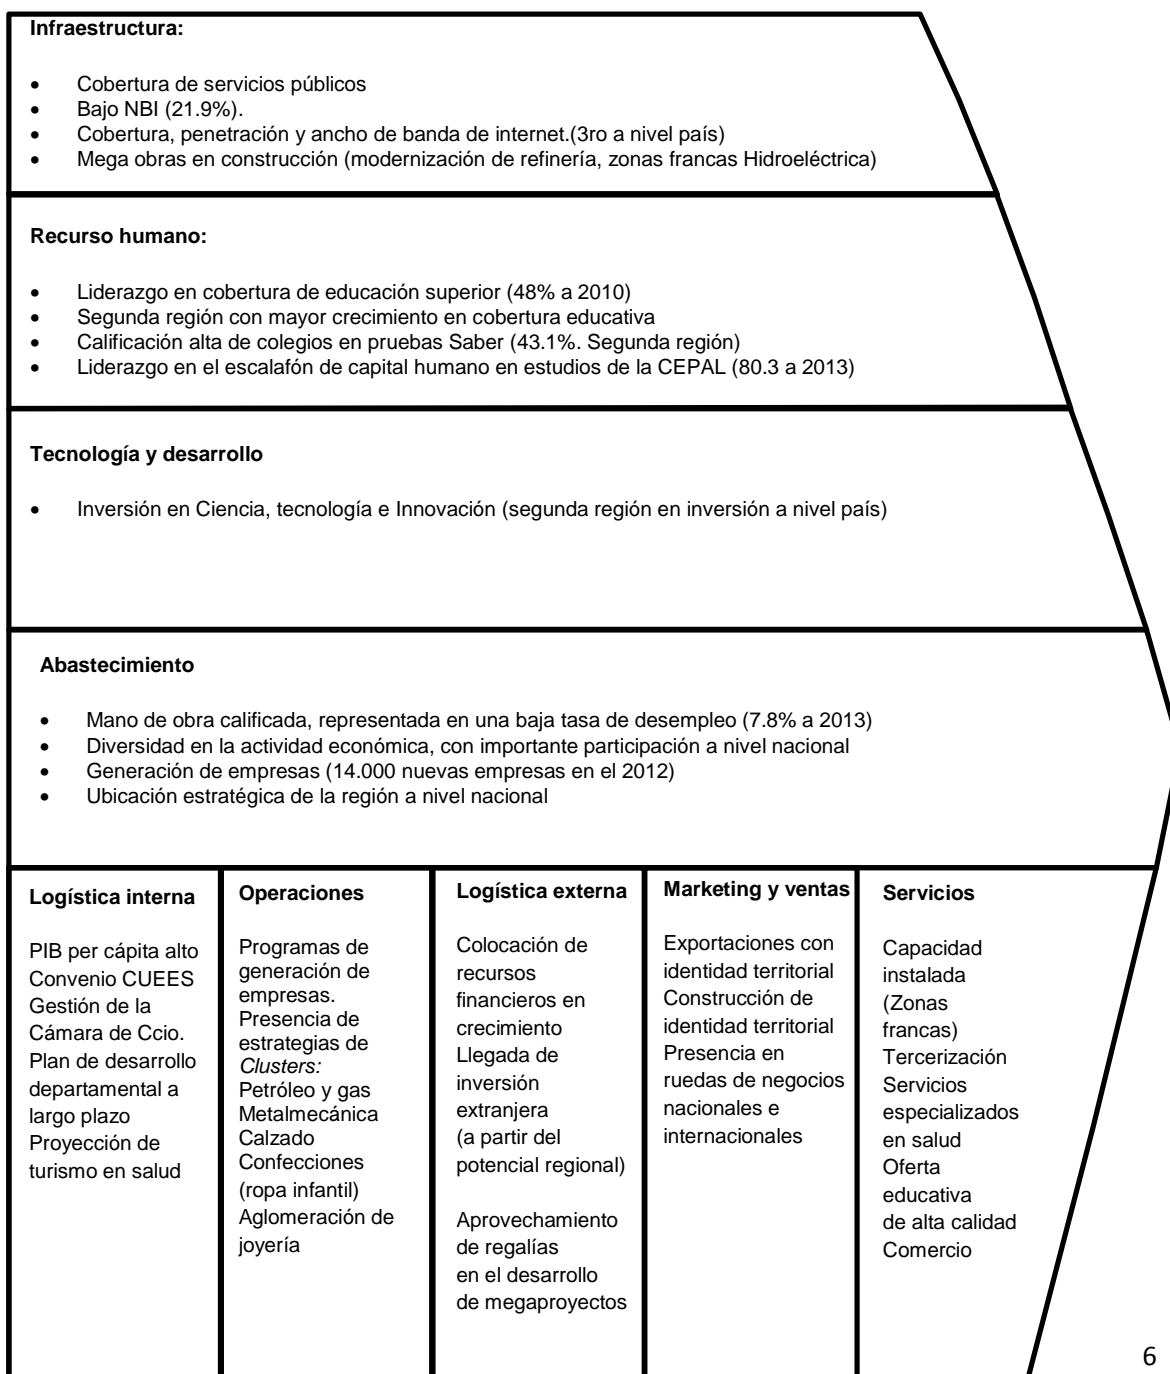 Infraestructura:
• Cobertura de servicios públicos
• Bajo NBI (21.9%).
• Cobertura, penetración y ancho de banda de internet.(3ro a nivel país)
• Mega obras en construcción (modernización de refinería, zonas francas Hidroeléctrica)
Recurso humano:
• Liderazgo en cobertura de educación superior (48% a 2010)
• Segunda región con mayor crecimiento en cobertura educativa
• Calificación alta de colegios en pruebas Saber (43.1%. Segunda región)
• Liderazgo en el escalafón de capital humano en estudios de la CEPAL (80.3 a 2013)
Tecnología y desarrollo
• Inversión en Ciencia, tecnología e Innovación (segunda región en inversión a nivel país)
Abastecimiento
• Mano de obra calificada, representada en una baja tasa de desempleo (7.8% a 2013)
• Diversidad en la actividad económica, con importante participación a nivel nacional
• Generación de empresas (14.000 nuevas empresas en el 2012)
• Ubicación estratégica de la región a nivel nacional
Logística interna
PIB per cápita alto
Convenio CUEES
Gestión de la
Cámara de Ccio.
Plan de desarrollo
departamental a
largo plazo
Proyección de
turismo en salud
Operaciones
Programas de
generación de
empresas.
Presencia de
estrategias de
Clusters:
Petróleo y gas
Metalmecánica
Calzado
Confecciones
(ropa infantil)
Aglomeración de
joyería
Logística externa
Colocación de
recursos
financieros en
crecimiento
Llegada de
inversión
extranjera
(a partir del
potencial regional)
Aprovechamiento
de regalías
en el desarrollo
de megaproyectos
Marketing y ventas
Exportaciones con
identidad territorial
Construcción de
identidad territorial
Presencia en
ruedas de negocios
nacionales e
internacionales
Servicios
Capacidad
instalada
(Zonas
francas)
Tercerización
Servicios
especializados
en salud
Oferta
educativa
de alta calidad
Comercio
6